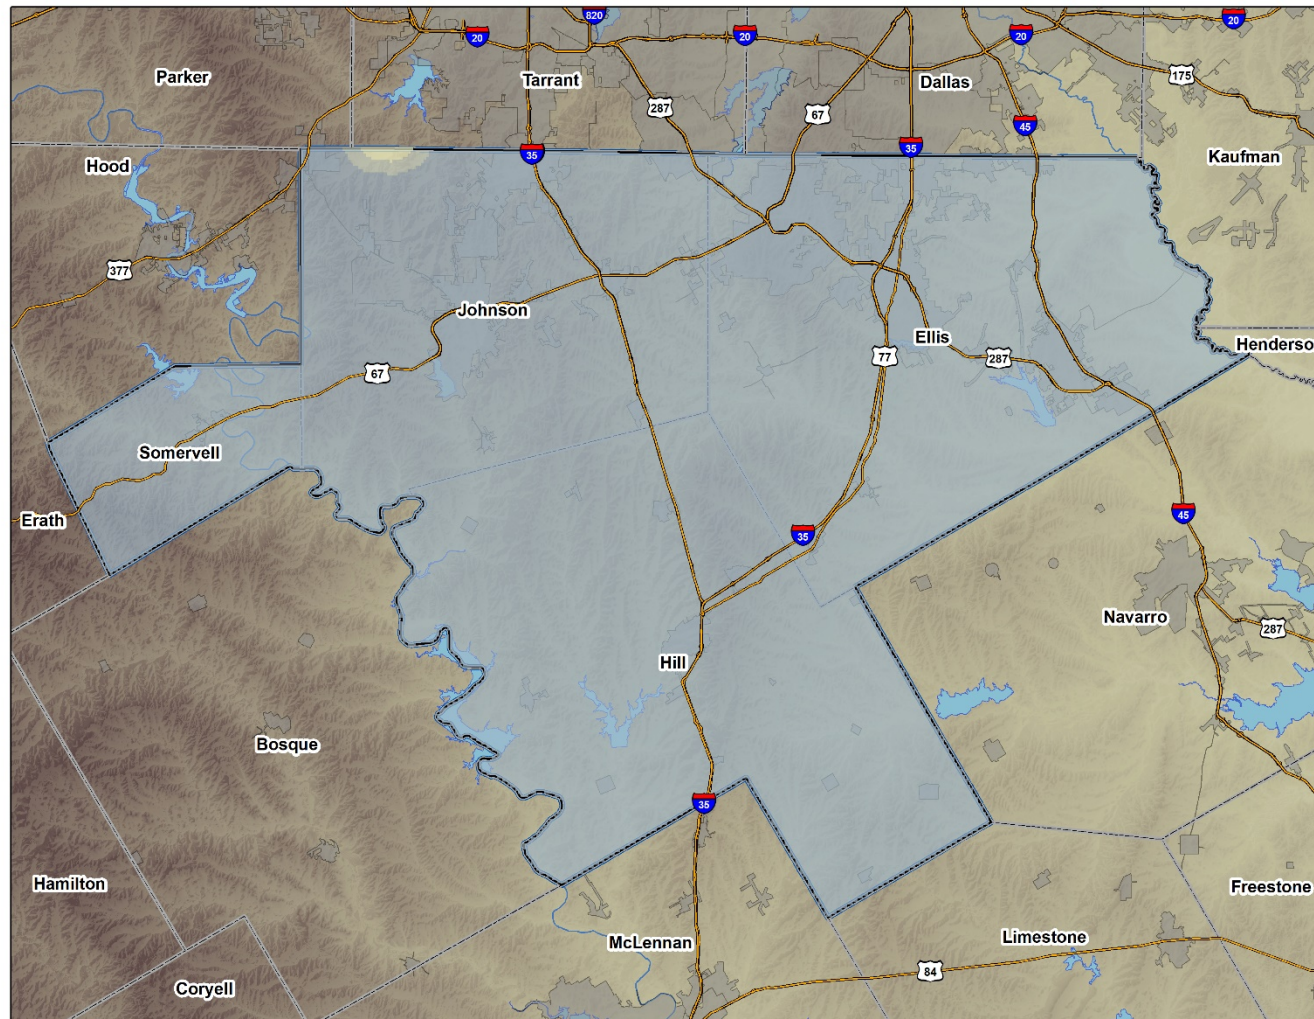 820
20
20
20
20
Parker
Tarrant
Dallas
175
287
67
45
35
35
Hood
Kaufman
377
Johnson
Ellis
Henderso
77
287
67
Somervell
Erath
45
35
Navarro
287
Hill
Bosque
35
Hamilton
Freestone
McLennan
Limestone
84
Coryell